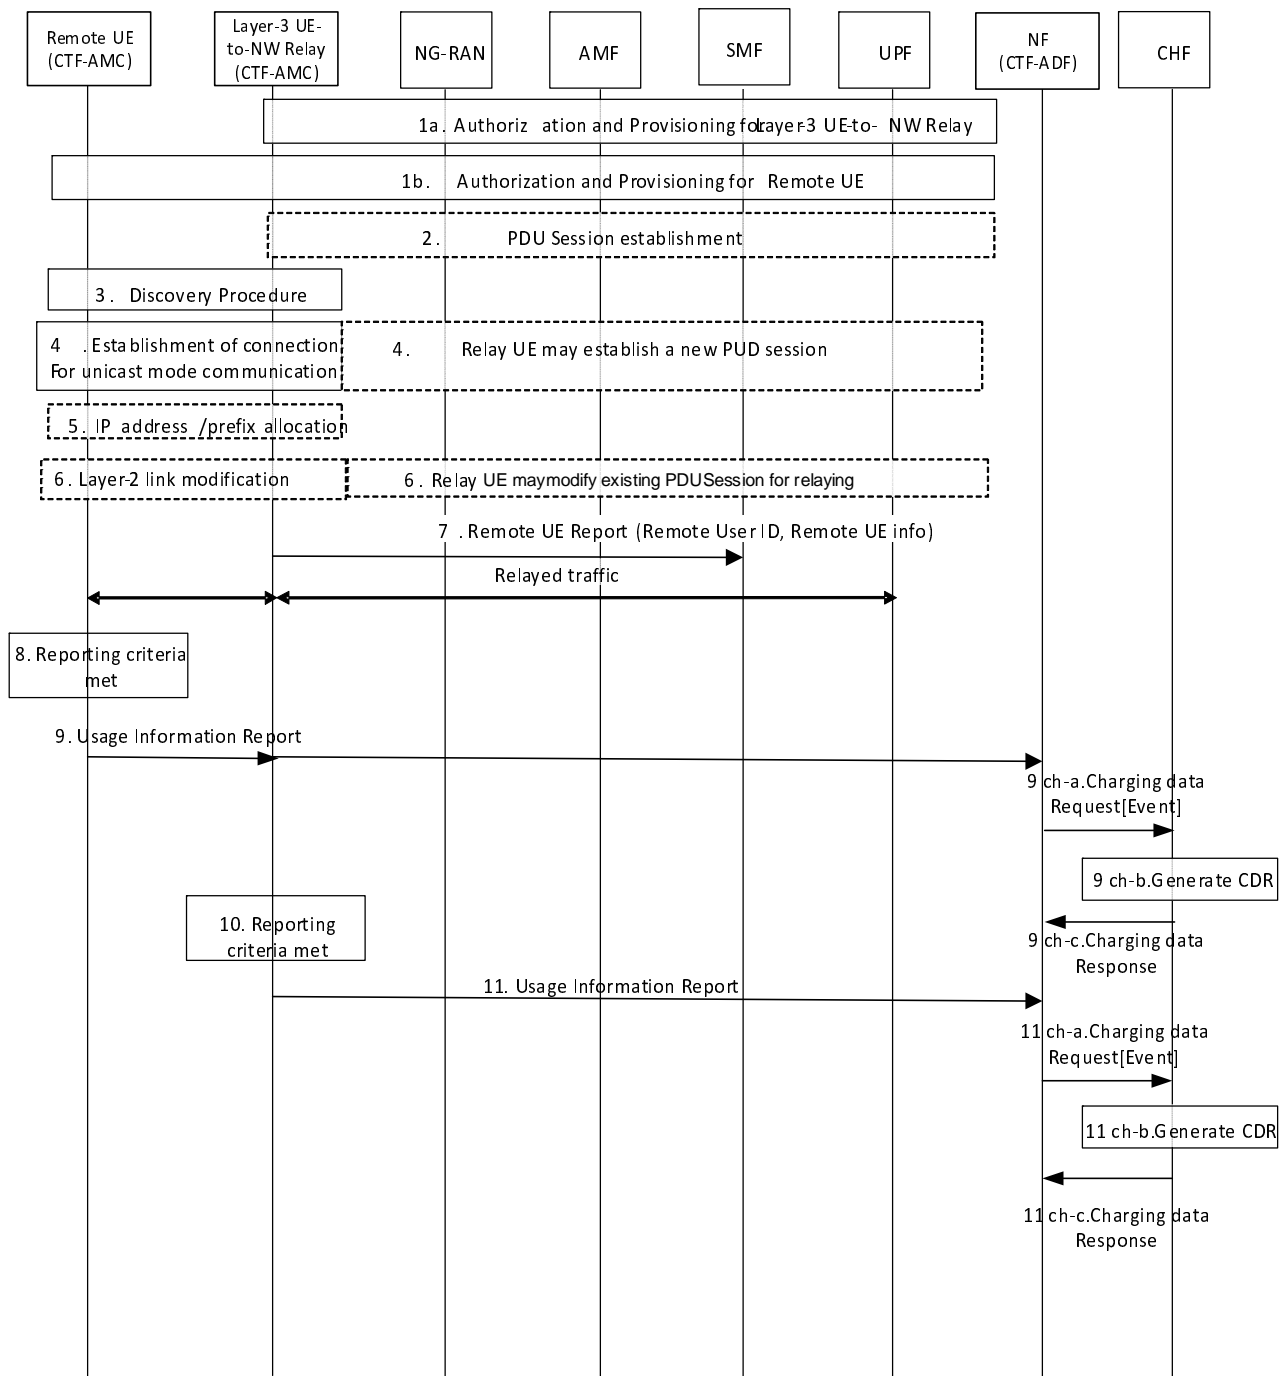 Remote UE
(CTF-AMC)
Layer-3 UE-
to-NW Relay
(CTF-AMC)
NG-RAN
AMF
SMF
UPF
NF
(CTF-ADF)
CHF
1a. Authoriz ation and Provisioning for Layer-3 UE-to- NW Relay
1b. Authorization and Provisioning for Remote UE
2. PDU Session establishment
3. Discovery Procedure
4 . Establishment of connection
For unicast mode communication
4. Relay UE may establish a new PUD session
5. IP address /prefix allocation
6. Layer-2 link modification
6. Relay UE maymodify existing PDUSession for relaying
7 . Remote UE Report (Remote User ID, Remote UE info)
Relayed traffic
8. Reporting criteria
met
9. Usage Information Report
9 ch-a.Charging data
Request[Event]
9 ch-b.Generate CDR
10. Reporting
criteria met
9 ch-c.Charging data
Response
11. Usage Information Report
11 ch-a.Charging data
Request[Event]
11 ch-b.Generate CDR
11 ch-c.Charging data
Response